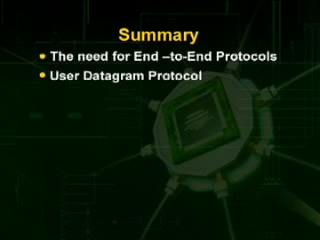 Summary
The need for End –to-End Protocols
User Datagram Protocol